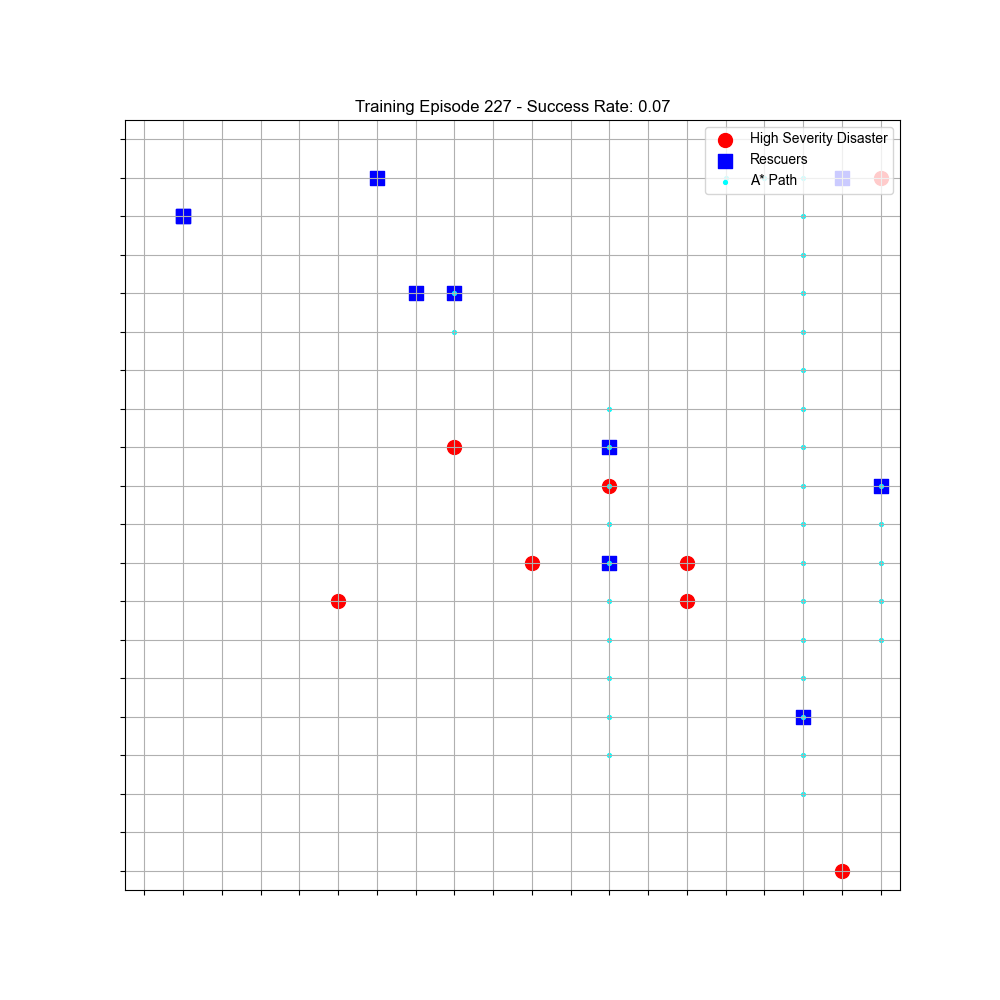 Training Episode 227 - Success Rate: 0.07
High Severity Disaster
Rescuers
A* Path